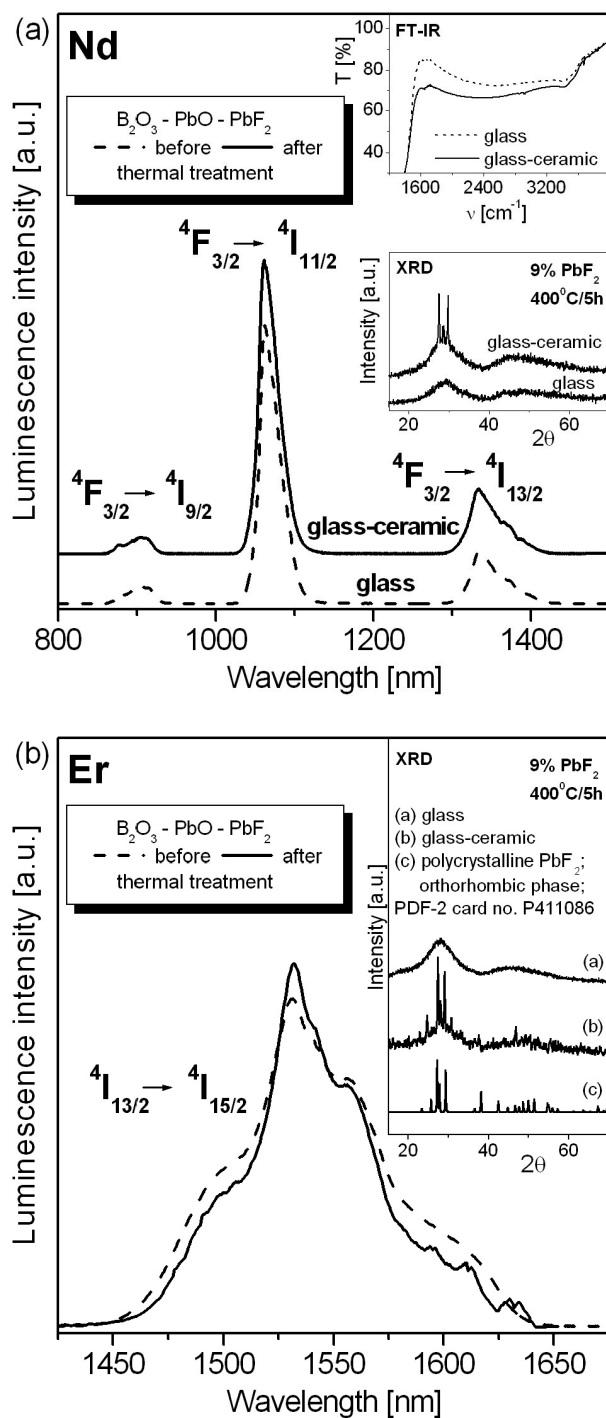 (a)
Nd
B2O3 - PbO - PbF2
before after
thermal treatment
FT-IR
T [%]
80
60
40
glass
glass-ceramic
1600 2400 3200
ν [cm-1]
4F3/2 → 4I11/2
XRD
9% PbF2
400°C/5h
Intensity [a.u.]
glass-ceramic
glass
20 40 60
2θ
4F3/2 → 4I9/2
4F3/2 → 4I13/2
glass-ceramic
glass
Luminescence intensity [a.u.]
800 1000 1200 1400
Wavelength [nm]
(b)
Er
B2O3 - PbO - PbF2
before after
thermal treatment
XRD
9% PbF2
400°C/5h
(a) glass
(b) glass-ceramic
(c) polycrystalline PbF2;
orthorhombic phase;
PDF-2 card no. P411086
Intensity [a.u.]
(a)
(b)
(c)
20 40 60
2θ
4I13/2 → 4I15/2
Luminescence intensity [a.u.]
1450 1500 1550 1600 1650
Wavelength [nm]